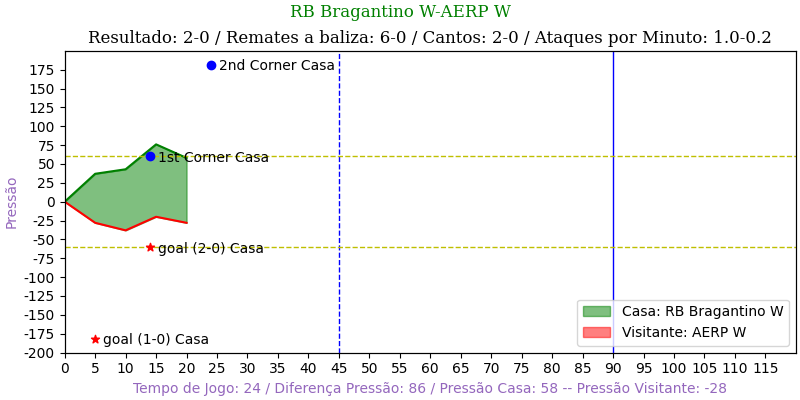 RB Bragantino W-AERP W
Resultado: 2-0 / Remates a baliza: 6-0 / Cantos: 2-0 / Ataques por Minuto: 1.0-0.2
Pressão
175
150
125
100
75
50
25
0
-25
-50
-75
-100
-125
-150
-175
-200
2nd Corner Casa
1st Corner Casa
goal (2-0) Casa
goal (1-0) Casa
Casa: RB Bragantino W
Visitante: AERP W
0 5 10 15 20 25 30 35 40 45 50 55 60 65 70 75 80 85 90 95 100 105 110 115
Tempo de Jogo: 24 / Diferença Pressão: 86 / Pressão Casa: 58 -- Pressão Visitante: -28